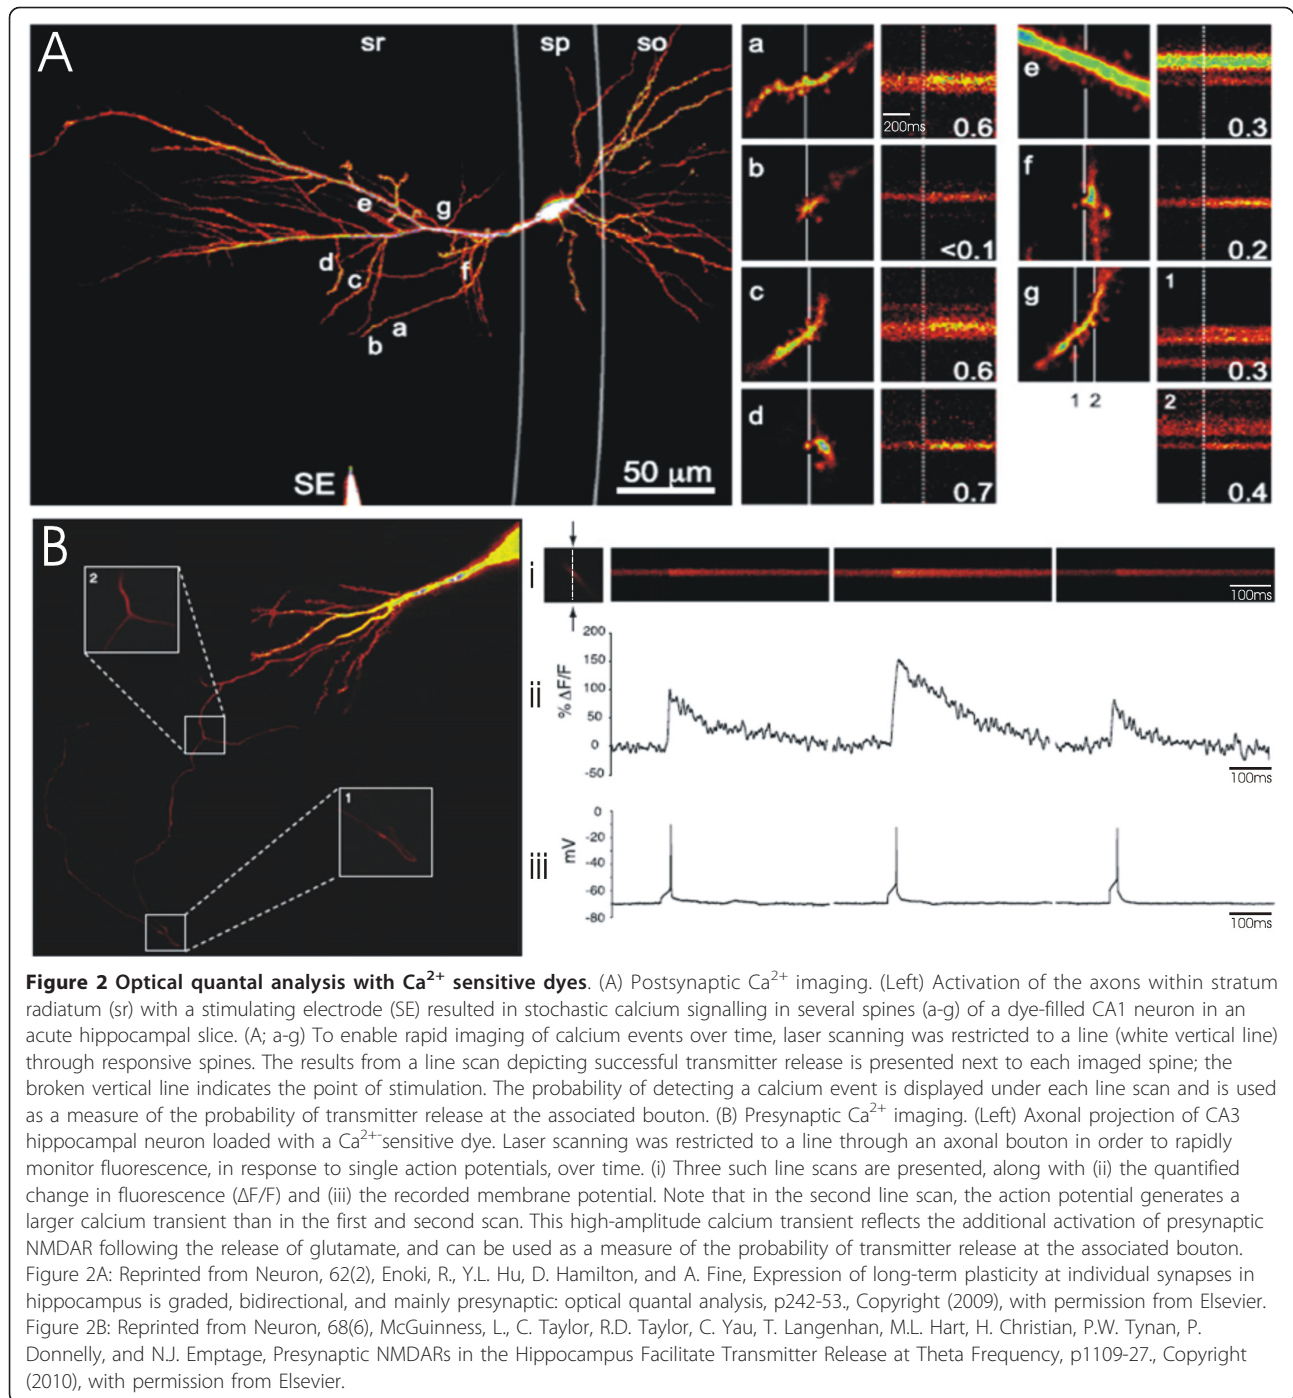 A
sr
sp
so
e
g
d
c
f
a
b
SE
50 μm
a
200ms
0.6
b
<0.1
c
0.6
d
0.7
e
0.3
f
0.2
g
1
0.3
1 2
2
0.4
B
2
1
i
100ms
ii
% ΔF/F
200
150
100
50
0
-50
100ms
iii
mV
0
-20
-40
-60
-80
100ms
Figure 2 Optical quantal analysis with Ca2+ sensitive dyes. (A) Postsynaptic Ca2+ imaging. (Left) Activation of the axons within stratum
radiatum (sr) with a stimulating electrode (SE) resulted in stochastic calcium signalling in several spines (a-g) of a dye-filled CA1 neuron in an
acute hippocampal slice. (A; a-g) To enable rapid imaging of calcium events over time, laser scanning was restricted to a line (white vertical line)
through responsive spines. The results from a line scan depicting successful transmitter release is presented next to each imaged spine; the
broken vertical line indicates the point of stimulation. The probability of detecting a calcium event is displayed under each line scan and is used
as a measure of the probability of transmitter release at the associated bouton. (B) Presynaptic Ca2+ imaging. (Left) Axonal projection of CA3
hippocampal neuron loaded with a Ca2+-sensitive dye. Laser scanning was restricted to a line through an axonal bouton in order to rapidly
monitor fluorescence, in response to single action potentials, over time. (i) Three such line scans are presented, along with (ii) the quantified
change in fluorescence (ΔF/F) and (iii) the recorded membrane potential. Note that in the second line scan, the action potential generates a
larger calcium transient than in the first and second scan. This high-amplitude calcium transient reflects the additional activation of presynaptic
NMDAR following the release of glutamate, and can be used as a measure of the probability of transmitter release at the associated bouton.
Figure 2A: Reprinted from Neuron, 62(2), Enoki, R., Y.L. Hu, D. Hamilton, and A. Fine, Expression of long-term plasticity at individual synapses in
hippocampus is graded, bidirectional, and mainly presynaptic: optical quantal analysis, p242-53., Copyright (2009), with permission from Elsevier.
Figure 2B: Reprinted from Neuron, 68(6), McGuinness, L., C. Taylor, R.D. Taylor, C. Yau, T. Langenhan, M.L. Hart, H. Christian, P.W. Tynan, P.
Donnelly, and N.J. Emptage, Presynaptic NMDARs in the Hippocampus Facilitate Transmitter Release at Theta Frequency, p1109-27., Copyright
(2010), with permission from Elsevier.